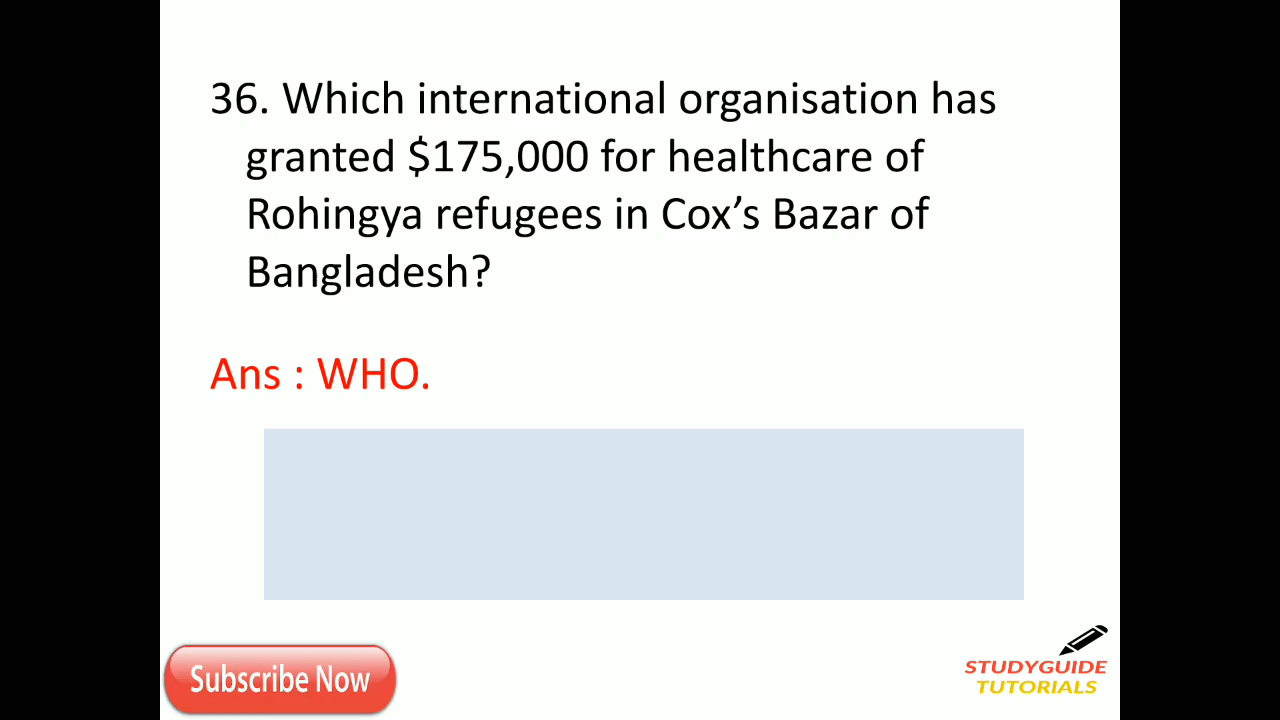 36. Which international organisation has
granted $175,000 for healthcare of
Rohingya refugees in Cox’s Bazar of
Bangladesh?
Ans : WHO.
Subscribe Now
STUDYGUIDE
TUTORIALS